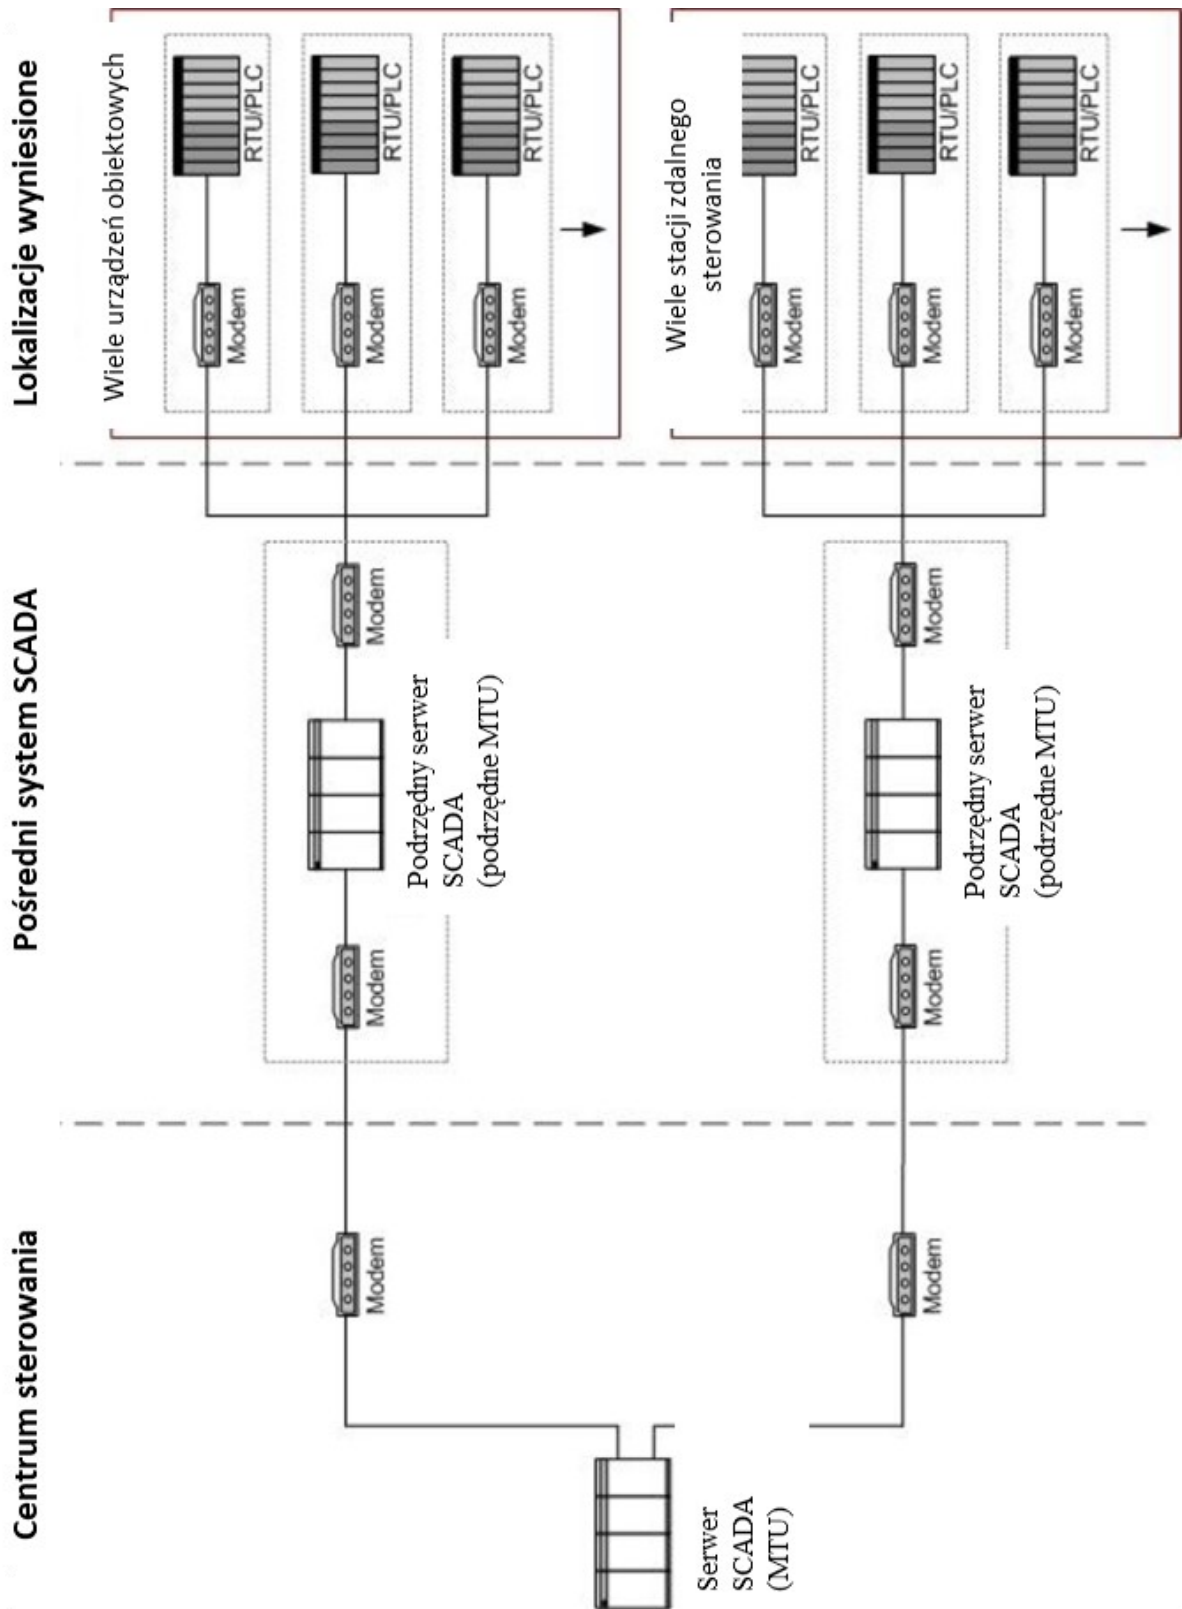 Centrum sterowania
Pośredni system SCADA
Lokalizacje wyniesione
Serwer
SCADA
(MTU)
Modem
Modem
Modem
Podrzędny serwer
SCADA
(podrzędne MTU)
Modem
Modem
Podrzędny serwer
SCADA
(podrzędne MTU)
Modem
Wiele urządzeń obiektowych
Modem
RTU/PLC
Modem
RTU/PLC
Modem
RTU/PLC
Wiele stacji zdalnego
sterowania
Modem
RTU/PLC
Modem
RTU/PLC
Modem
RTU/PLC